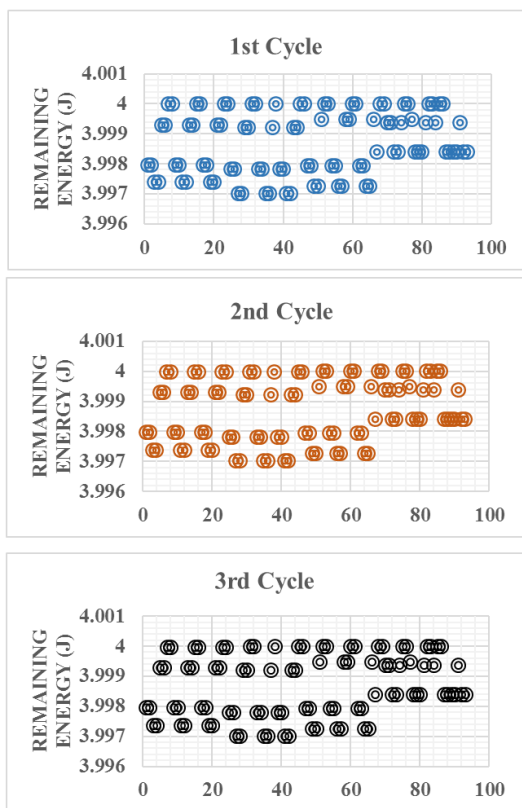 1st Cycle
REMAINING
ENERGY (J)
4.001
4
3.999
3.998
3.997
3.996
0 20 40 60 80 100
2nd Cycle
REMAINING
ENERGY (J)
4.001
4
3.999
3.998
3.997
3.996
0 20 40 60 80 100
3rd Cycle
REMAINING
ENERGY (J)
4.001
4
3.999
3.998
3.997
3.996
0 20 40 60 80 100